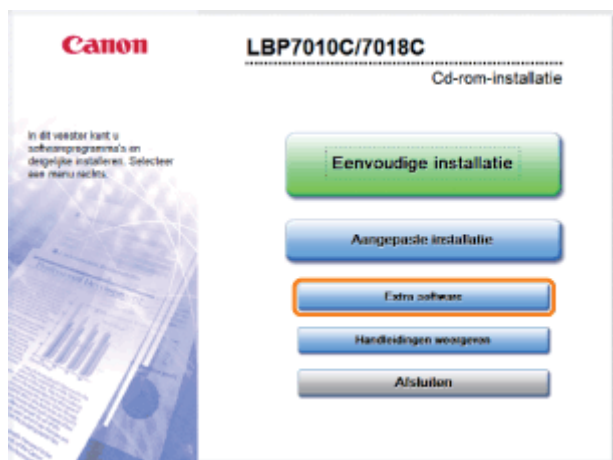 Canon
LBP7010C/7018C
Cd-rom-installatie
In dit venster kunt u
softwareprogramma's en
dergelijke installeren. Selecteer
een menu rechts.
Eenvoudige installatie
Aangepaste installatie
Extra software
Handleidingen weergeven
Afsluiten